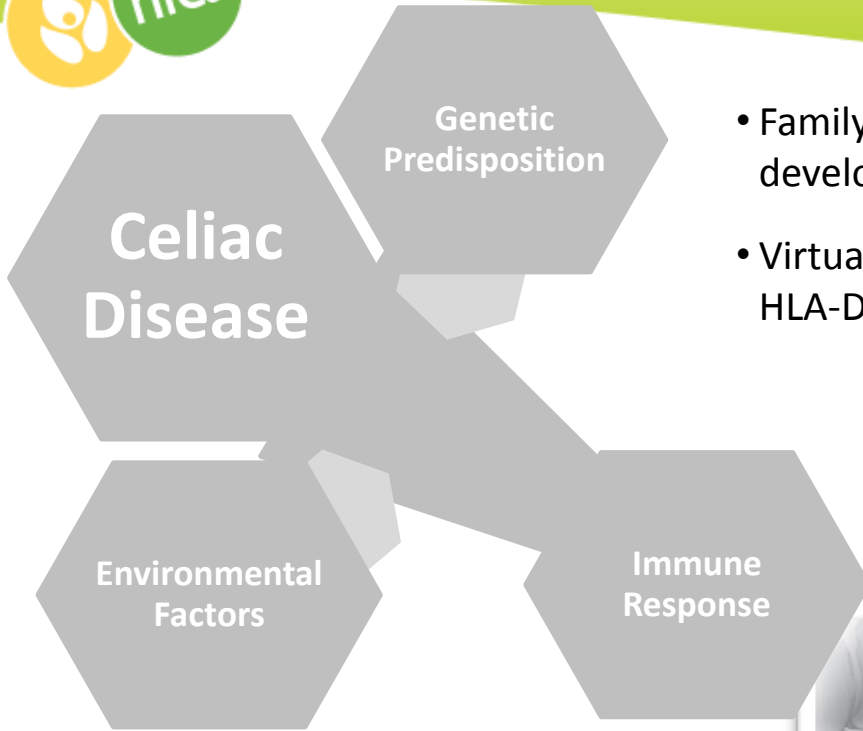 Genetic
Predisposition
Celiac
Disease
• Family
develo
• Virtua
HLA-D
Environmental
Factors
Immune
Response